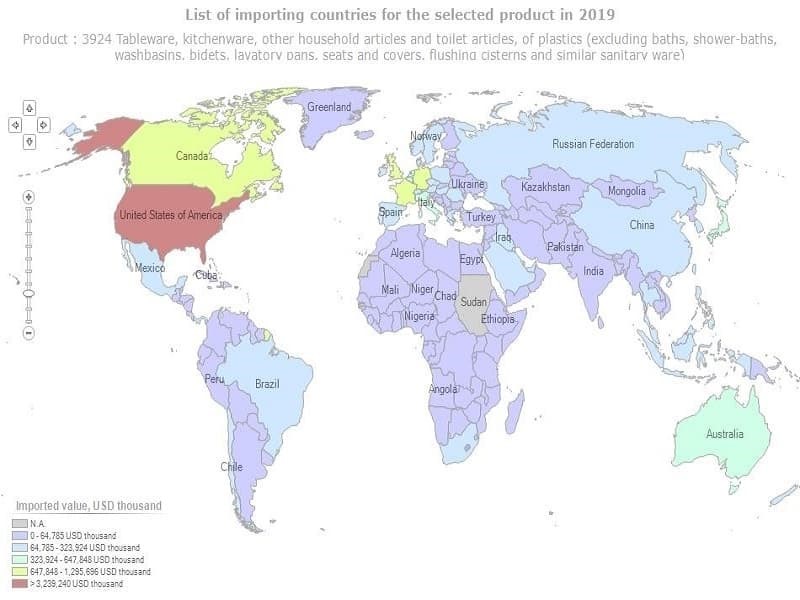 List of importing countries for the selected product in 2019
Product : 3924 Tableware, kitchenware, other household articles and toilet articles, of plastics (excluding baths, shower-baths,
washbasins, bidets, lavatory pans, seats and covers, flushing cisterns and similar sanitary ware)
Greenland
Norway
Russian Federation
Canada
Ukraine
Kazakhstan
Mongolia
Italy
United States of America
Spain
Turkey
China
Iraq
Pakistan
Algeria
Egypt
Mexico
India
Cuba
Mali
Niger
Chad
Sudan
Nigeria
Ethiopia
Peru
Brazil
Angola
Australia
Chile
Imported value, USD thousand
N.A.
0 - 64,785 USD thousand
64,785 - 323,924 USD thousand
323,924 - 647,848 USD thousand
647,848 - 1,295,696 USD thousand
> 3,239,240 USD thousand